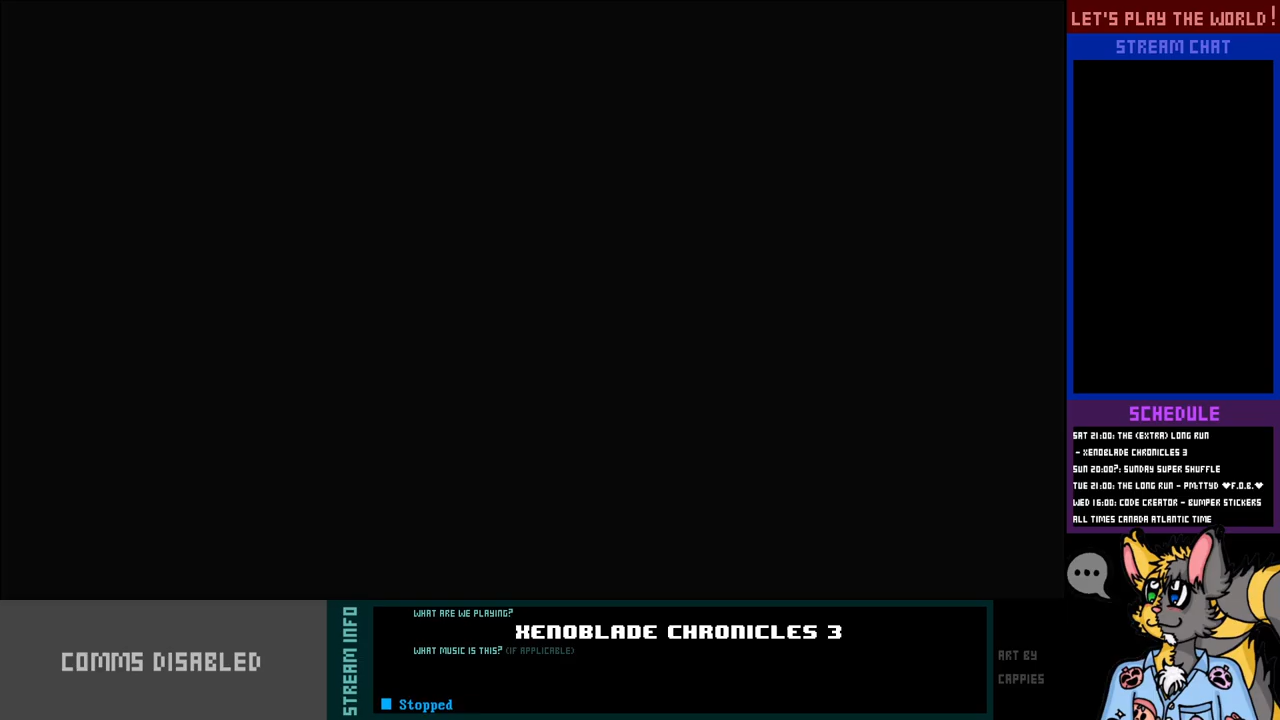 LET'S PLAY THE WORLD!
STREAM CHAT
SCHEDULE
SAT 21:00: THE (EXTRA) LONG RUN
- XENOBLADE CHRONICLES 3
SUN 20:00?: SUNDAY SUPER SHUFFLE
TUE 21:00: THE LONG RUN - PM:TTYD ❤F.O.B.❤
WED 16:00: CODE CREATOR - BUMPER STICKERS
ALL TIMES CANADA ATLANTIC TIME
...
COMMS DISABLED
STREAM INFO
WHAT ARE WE PLAYING?
XENOBLADE CHRONICLES 3
WHAT MUSIC IS THIS? (IF APPLICABLE)
Stopped
ART BY
CAPPIES